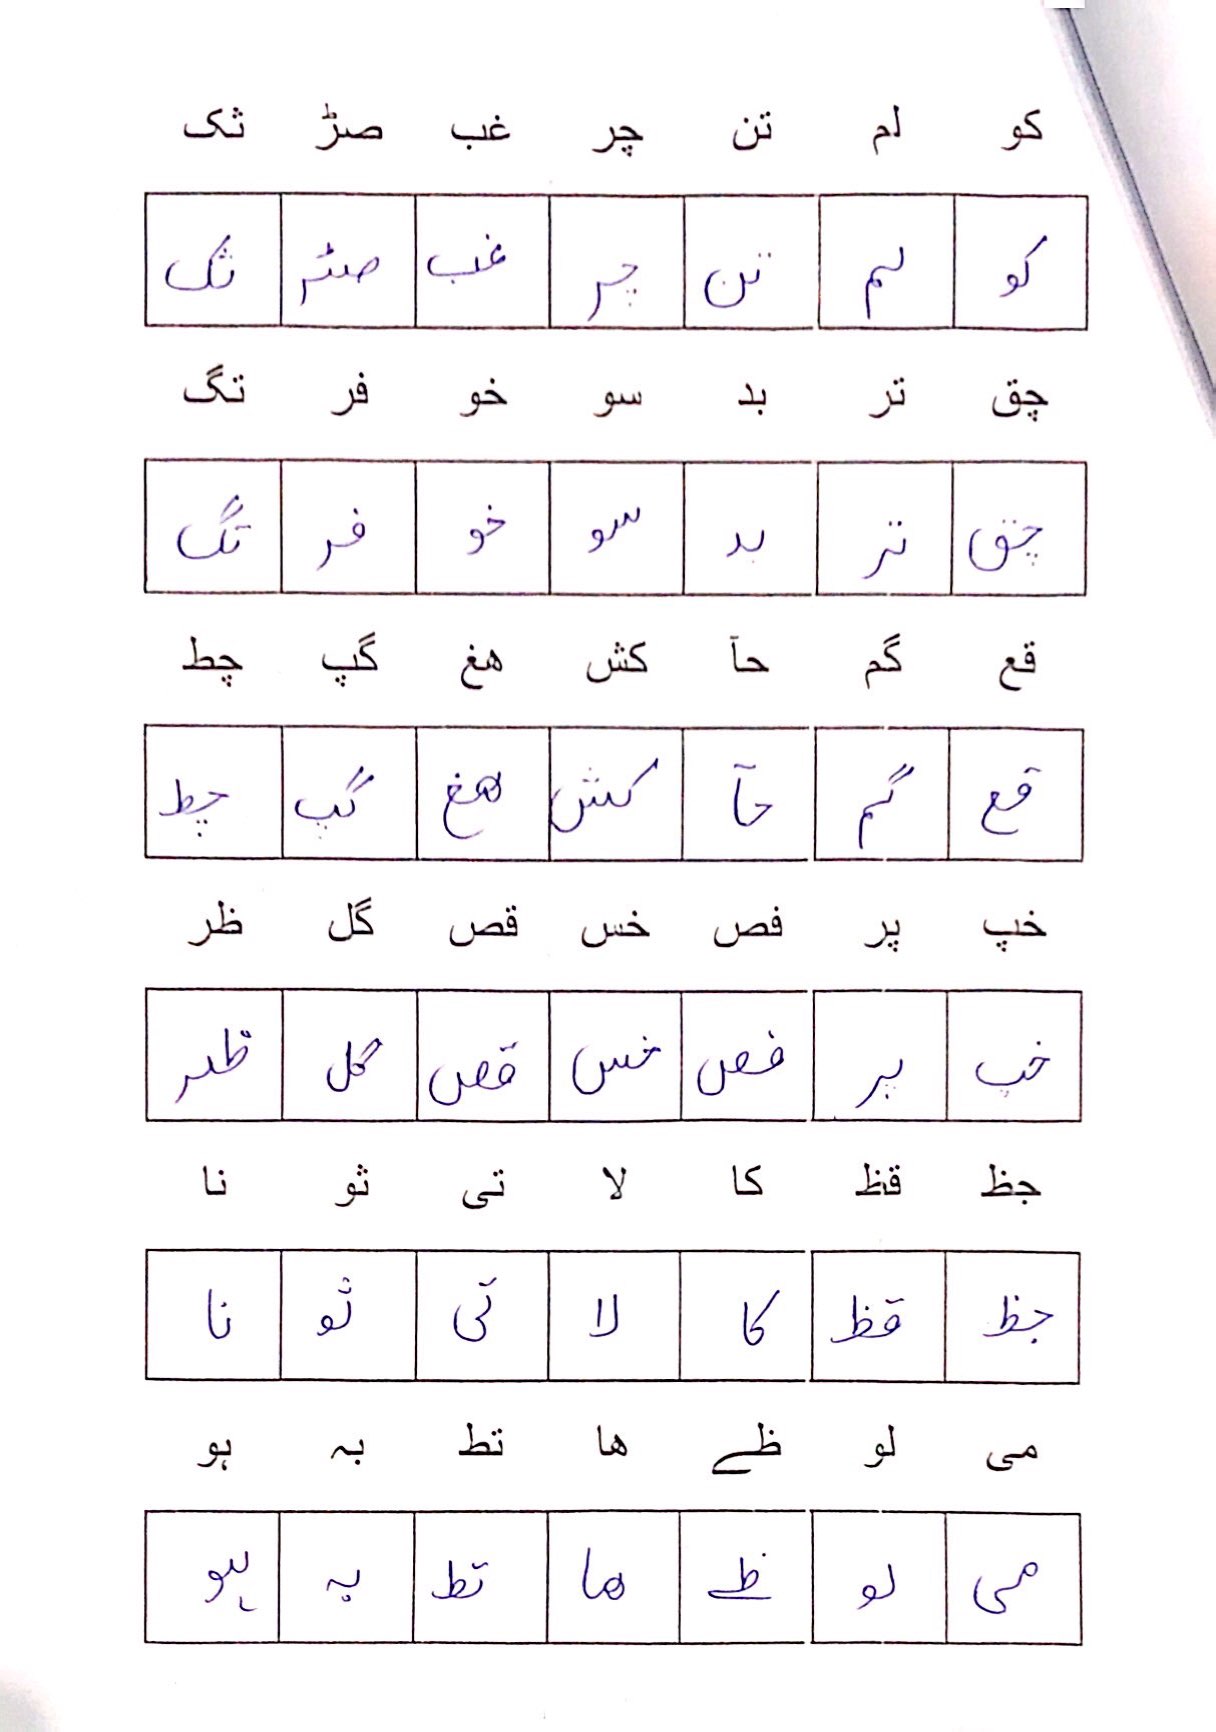 کو لم تن چر غب صڑ ثک
کو لم تن چر غب صڑ ثک
چق تر بد سو خو فر تگ
چق تر بد سو خو فر تگ
قع گم حآ کش ھغ گپ چط
قع گم حآ کش ھغ گپ چط
خپ پر فص خس قص گل ظر
خپ پر فص خس قص گل ظر
جظ قظ کا لا تی ثو نا
جظ قظ کا لا تی ثو نا
می لو ظے ھا تط بہ ہو
می لو ظے ھا تط بہ ہو